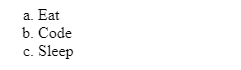 a. Eat
b. Code
c. Sleep